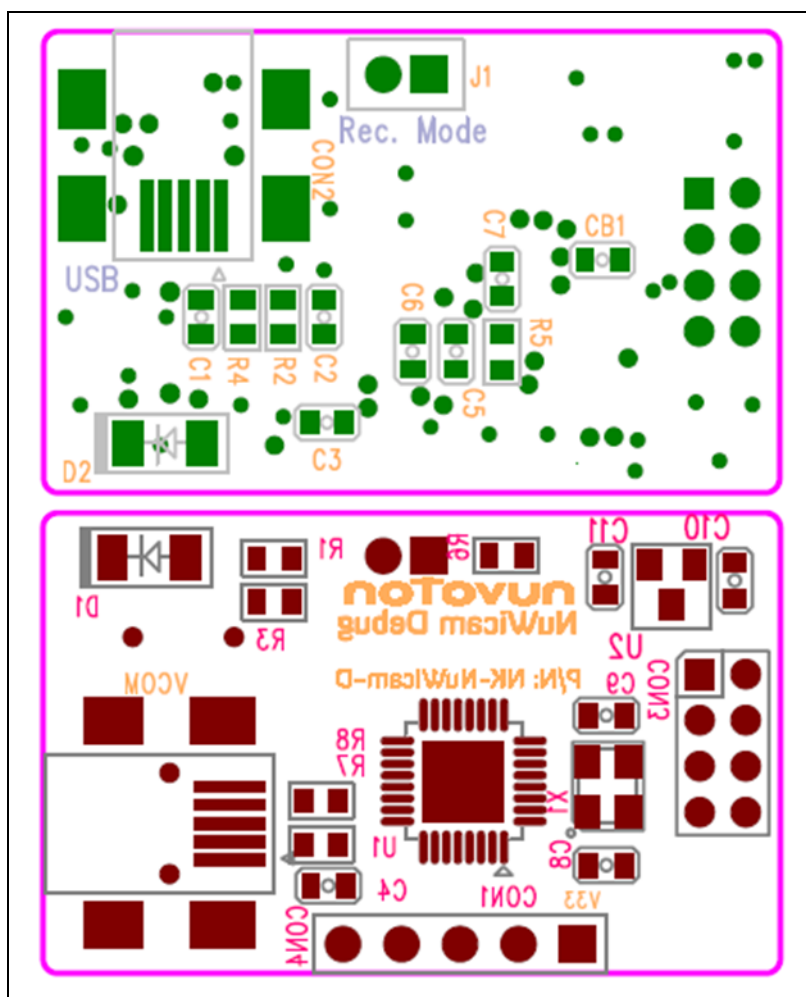 J1
Rec. Mode
CON2
USB
C7
CB1
C6
C1
R4
R2
C2
R5
C5
C3
D2
R1
R6
C11
C10
D1
R3
nuvoTon
NuWicam Debug
U2
P/N: NK-NuWicam-D
CON3
VCOM
C9
R8
R7
X1
U1
C8
C4
CON1
V33
CON4